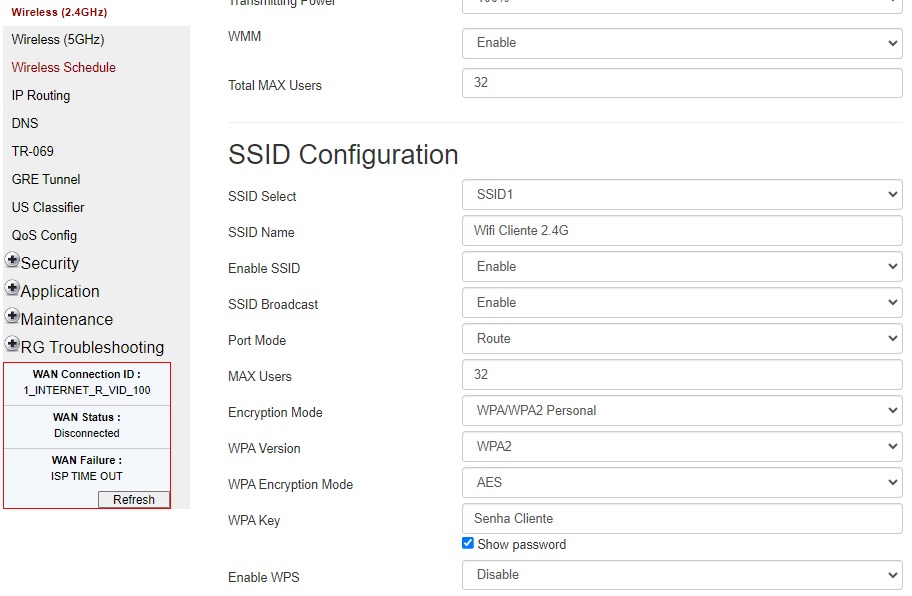 Wireless (2.4GHz)
Wireless (5GHz)
Wireless Schedule
IP Routing
DNS
TR-069
GRE Tunnel
US Classifier
QoS Config
Security
Application
Maintenance
RG Troubleshooting
WAN Connection ID :
1_INTERNET_R_VID_100
WAN Status :
Disconnected
WAN Failure :
ISP TIME OUT
Refresh
Transmitting Power 100%
WMM Enable
Total MAX Users 32
SSID Configuration
SSID Select SSID1
SSID Name Wifi Cliente 2.4G
Enable SSID Enable
SSID Broadcast Enable
Port Mode Route
MAX Users 32
Encryption Mode WPA/WPA2 Personal
WPA Version WPA2
WPA Encryption Mode AES
WPA Key Senha Cliente
Show password
Enable WPS Disable